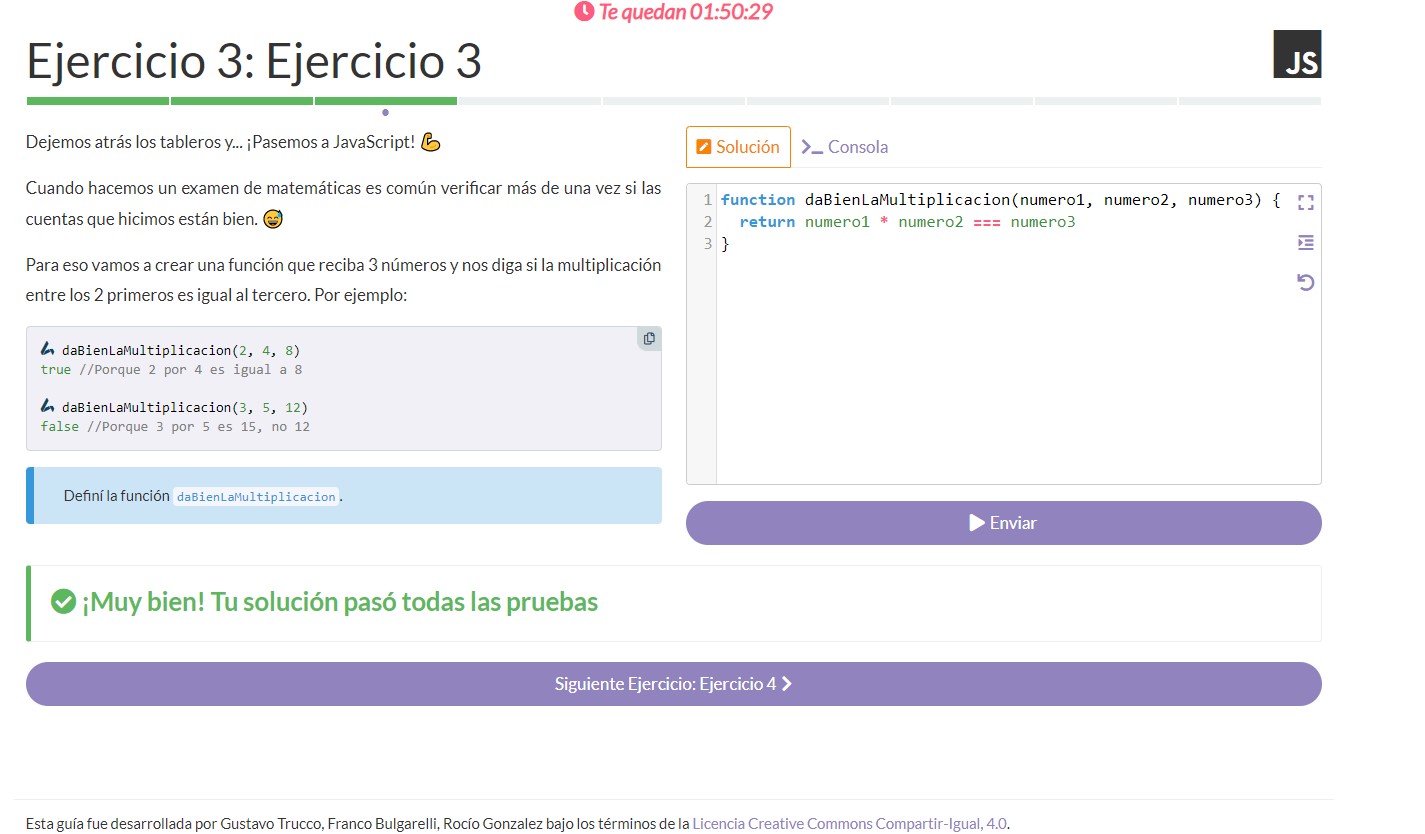 Te quedan 01:50:29
Ejercicio 3: Ejercicio 3
JS
Dejemos atrás los tableros y... ¡Pasemos a JavaScript! 💪
Cuando hacemos un examen de matemáticas es común verificar más de una vez si las
cuentas que hicimos están bien. 😅
Para eso vamos a crear una función que reciba 3 números y nos diga si la multiplicación
entre los 2 primeros es igual al tercero. Por ejemplo:
daBienLaMultiplicacion(2, 4, 8)
true //Porque 2 por 4 es igual a 8
daBienLaMultiplicacion(3, 5, 12)
false //Porque 3 por 5 es 15, no 12
Definí la función daBienLaMultiplicacion.
Solución
Consola
1 function daBienLaMultiplicacion(numero1, numero2, numero3) {
2 return numero1 * numero2 === numero3
3 }
Enviar
¡Muy bien! Tu solución pasó todas las pruebas
Siguiente Ejercicio: Ejercicio 4
Esta guía fue desarrollada por Gustavo Trucco, Franco Bulgarelli, Rocío Gonzalez bajo los términos de la Licencia Creative Commons Compartir-Igual, 4.0.